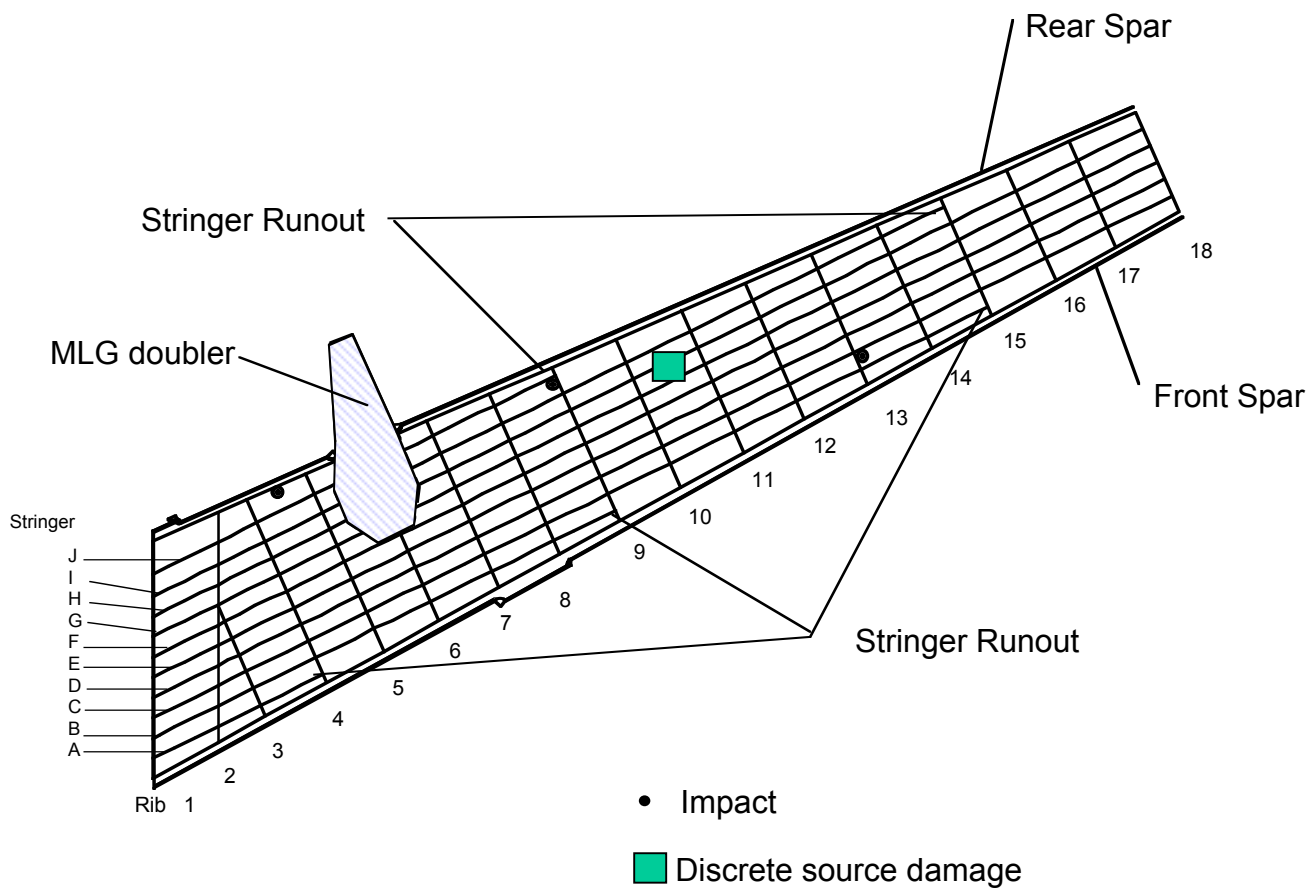 Rear Spar
Stringer Runout
MLG doubler
Front Spar
Stringer
J
I
H
G
F
E
D
C
B
A
Rib 1
2
3
4
5
6
7
8
9
10
11
12
13
14
15
16
17
18
Stringer Runout
Impact
Discrete source damage